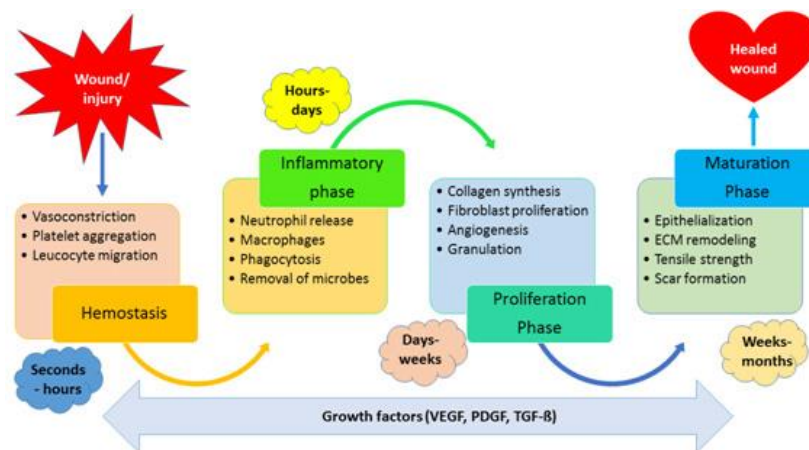 Wound/
injury
Vasoconstriction
Platelet aggregation
Leucocyte migration
Hemostasis
Seconds
- hours
Hours-
days
Inflammatory
phase
Neutrophil release
Macrophages
Phagocytosis
Removal of microbes
Collagen synthesis
Fibroblast proliferation
Angiogenesis
Granulation
Proliferation
Phase
Days-
weeks
Healed
wound
Maturation
Phase
Epithelialization
ECM remodeling
Tensile strength
Scar formation
Weeks-
months
Growth factors (VEGF, PDGF, TGF-ß)